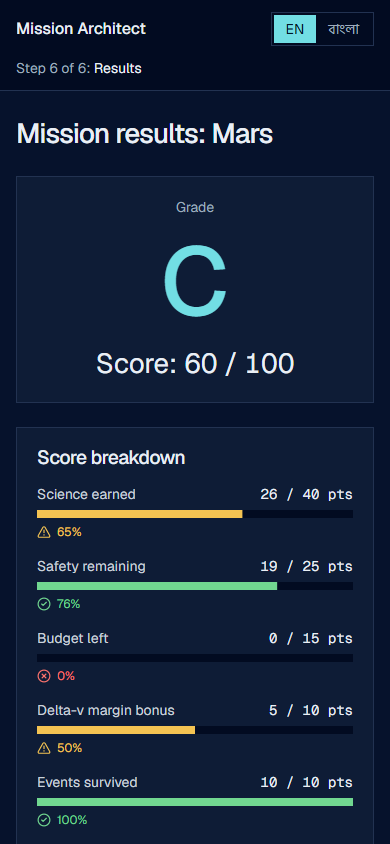 Mission Architect
EN
বাংলা
Step 6 of 6: Results
Mission results: Mars
Grade
C
Score: 60 / 100
Score breakdown
Science earned 26 / 40 pts
65%
Safety remaining 19 / 25 pts
76%
Budget left 0 / 15 pts
0%
Delta-v margin bonus 5 / 10 pts
50%
Events survived 10 / 10 pts
100%